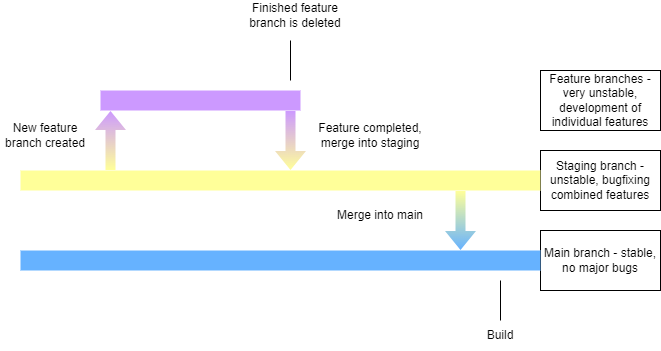 Finished feature
branch is deleted
New feature
branch created
Feature completed,
merge into staging
Feature branches -
very unstable,
development of
individual features
Staging branch -
unstable, bugfixing
combined features
Merge into main
Main branch - stable,
no major bugs
Build